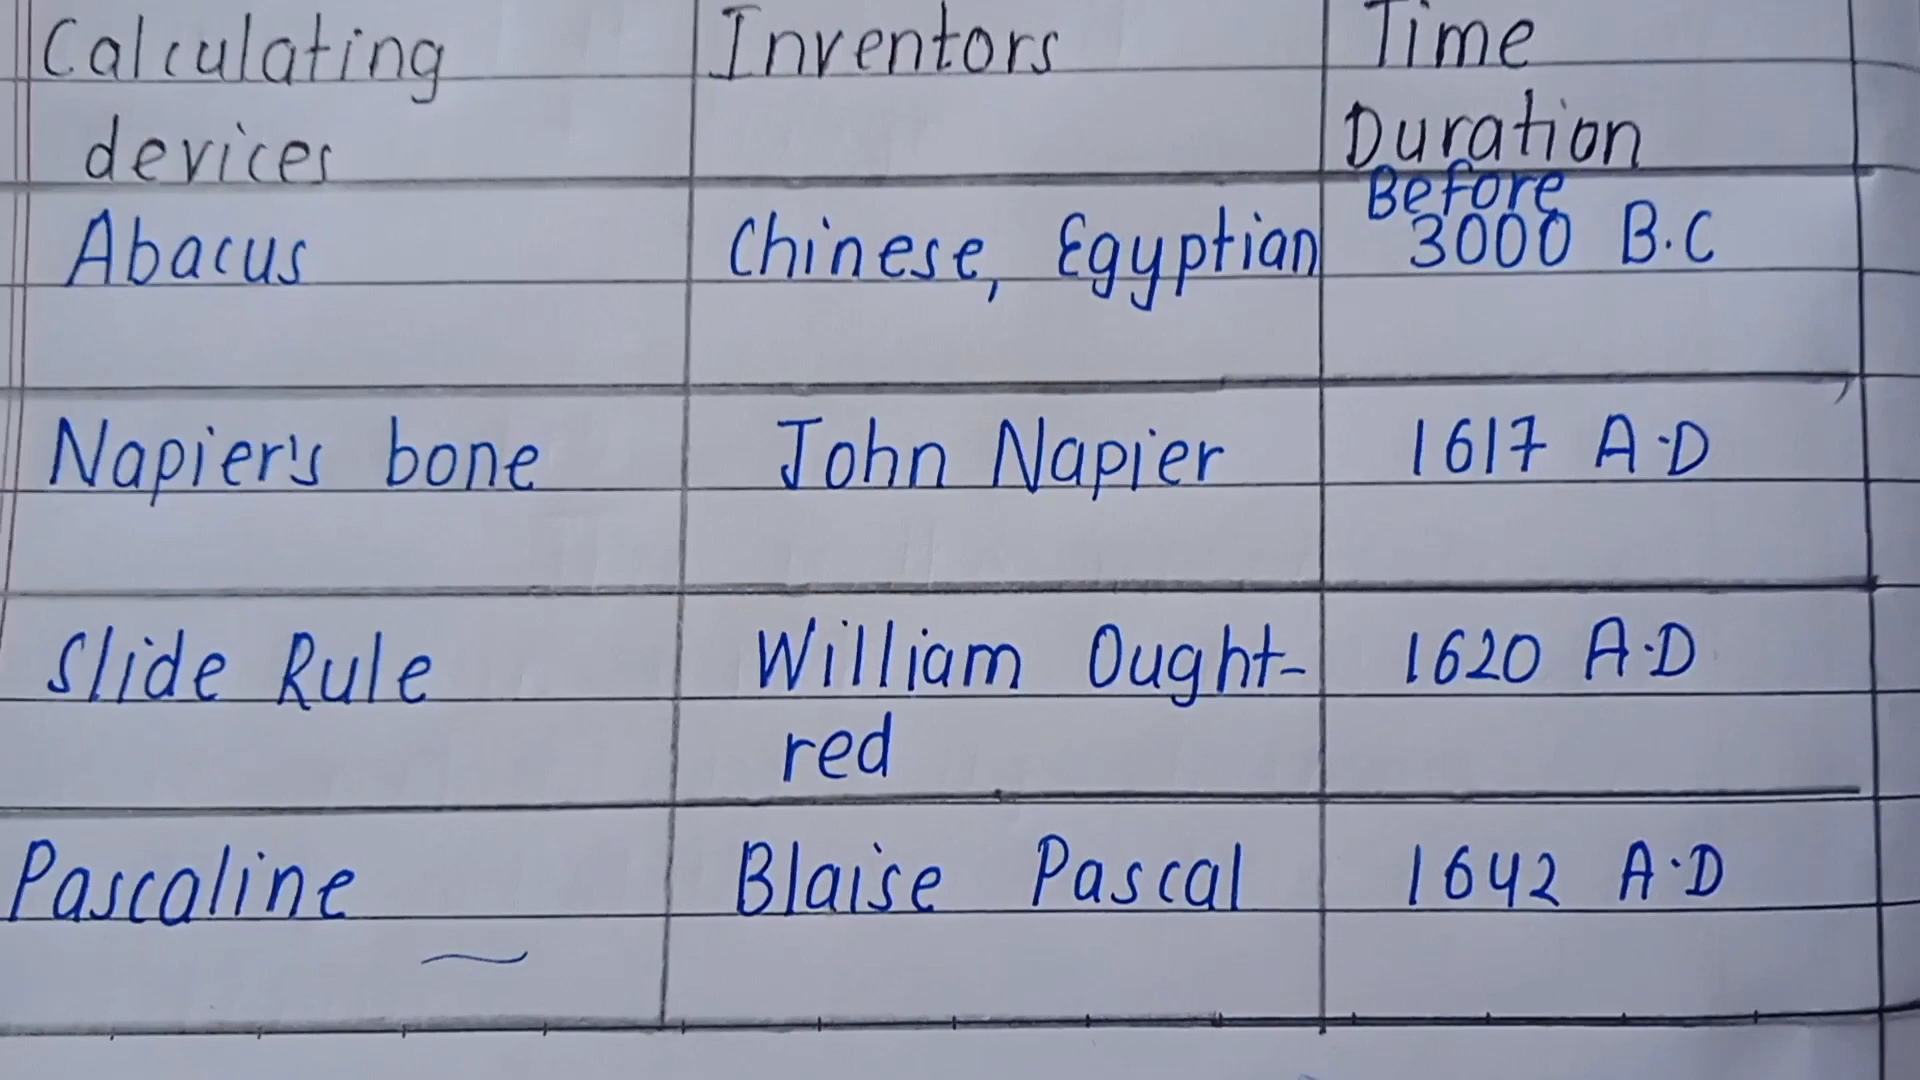 Calculating devices Inventors Time Duration
Abacus Chinese, Egyptian Before 3000 B.C
Napier's bone John Napier 1617 A.D
Slide Rule William Ought-red 1620 A.D
Pascaline Blaise Pascal 1642 A.D